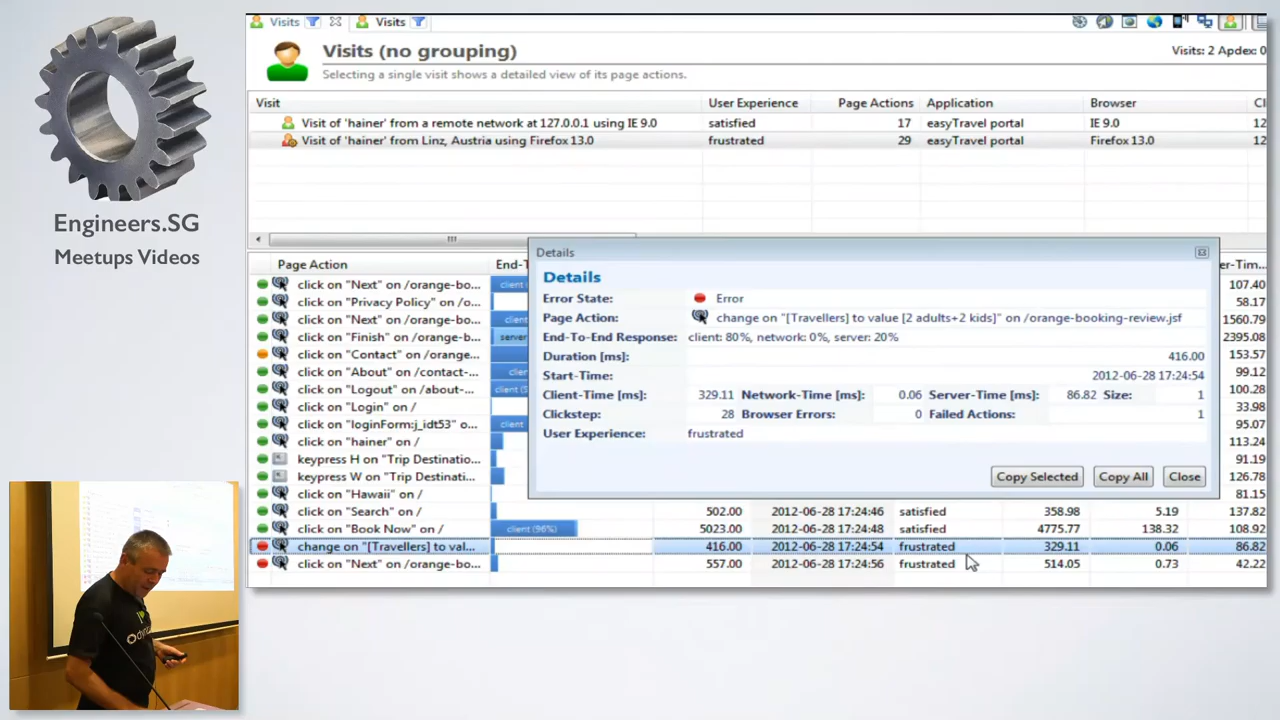 Engineers.SG
Meetups Videos
Visits
Visits
Visits (no grouping)
Visits: 2 Apdex: 0
Selecting a single visit shows a detailed view of its page actions.
Visit User Experience Page Actions Application Browser Cl
Visit of 'hainer' from a remote network at 127.0.0.1 using IE 9.0 satisfied 17 easyTravel portal IE 9.0 12
Visit of 'hainer' from Linz, Austria using Firefox 13.0 frustrated 29 easyTravel portal Firefox 13.0 12
Page Action End-T er-Tim...
click on "Next" on /orange-bo... client ( 107.40
click on "Privacy Policy" on /o... 58.17
click on "Next" on /orange-bo... client 1560.79
click on "Finish" on /orange-bo... server 2395.08
click on "Contact" on /orange... 153.57
click on "About" on /contact-... clien 99.12
click on "Logout" on /about-... client (5 100.28
click on "Login" on / 33.98
click on "loginForm:j_idt53" o... client 95.07
click on "hainer" on / 113.24
keypress H on "Trip Destinatio... 91.19
keypress W on "Trip Destinati... 126.78
click on "Hawaii" on / 81.15
click on "Search" on / 502.00 2012-06-28 17:24:46 satisfied 358.98 5.19 137.82
click on "Book Now" on / client (96%) 5023.00 2012-06-28 17:24:48 satisfied 4775.77 138.32 108.92
change on "[Travellers] to val... 416.00 2012-06-28 17:24:54 frustrated 329.11 0.06 86.82
click on "Next" on /orange-bo... 557.00 2012-06-28 17:24:56 frustrated 514.05 0.73 42.22
Details
Details
Error State: Error
Page Action: change on "[Travellers] to value [2 adults+2 kids]" on /orange-booking-review.jsf
End-To-End Response: client: 80%, network: 0%, server: 20%
Duration [ms]: 416.00
Start-Time: 2012-06-28 17:24:54
Client-Time [ms]: 329.11 Network-Time [ms]: 0.06 Server-Time [ms]: 86.82 Size: 1
Clickstep: 28 Browser Errors: 0 Failed Actions: 1
User Experience: frustrated
Copy Selected Copy All Close